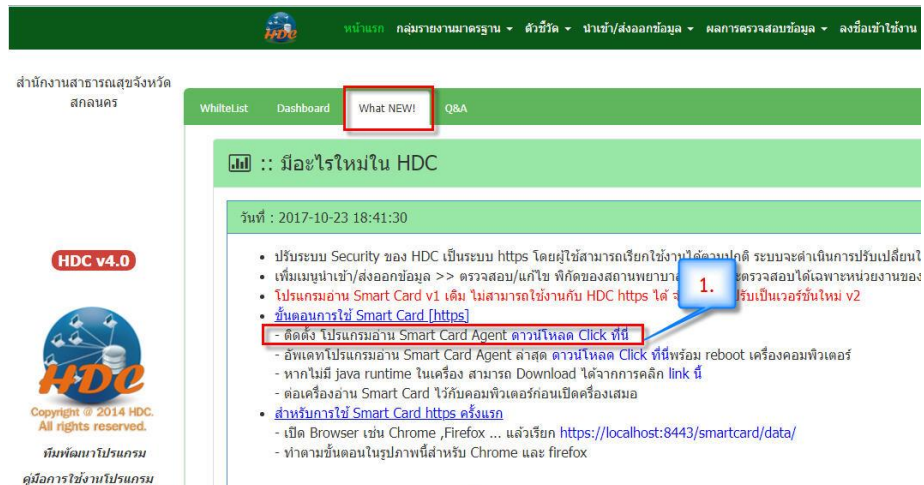 HDC
หน้าแรก กลุ่มรายงานมาตรฐาน ตัวชี้วัด นำเข้า/ส่งออกข้อมูล ผลการตรวจสอบข้อมูล ลงชื่อเข้าใช้งาน
สำนักงานสาธารณสุขจังหวัด
สกลนคร
WhilteList Dashboard What NEW! Q&A
:: มีอะไรใหม่ใน HDC
วันที่ : 2017-10-23 18:41:30
HDC v4.0
• ปรับระบบ Security ของ HDC เป็นระบบ https โดยผู้ใช้สามารถเรียกใช้งานได้ตามปกติ ระบบจะดำเนินการปรับเปลี่ยน
• เพิ่มเมนูนำเข้า/ส่งออกข้อมูล >> ตรวจสอบ/แก้ไข พิกัดของสถานพยาบาล ตรวจสอบได้เฉพาะหน่วยงานของ
• โปรแกรมอ่าน Smart Card v1 เดิม ไม่สามารถใช้งานกับ HDC https ได้ ปรับเป็นเวอร์ชั่นใหม่ v2
1.
• ขั้นตอนการใช้ Smart Card [https]
- ติดตั้ง โปรแกรมอ่าน Smart Card Agent ดาวน์โหลด Click ที่นี่
- อัพเดทโปรแกรมอ่าน Smart Card Agent ล่าสุด ดาวน์โหลด Click ที่นี่พร้อม reboot เครื่องคอมพิวเตอร์
- หากไม่มี java runtime ในเครื่อง สามารถ Download ได้จากการคลิก link นี้
- ต่อเครื่องอ่าน Smart Card ไว้กับคอมพิวเตอร์ก่อนเปิดครื่องเสมอ
• สำหรับการใช้ Smart Card https ครั้งแรก
- เปิด Browser เช่น Chrome ,Firefox ... แล้วเรียก https://localhost:8443/smartcard/data/
- ทำตามขั้นตอนในรูปภาพนี้สำหรับ Chrome และ firefox
HDC
Copyright @ 2014 HDC.
All rights reserved.
ทีมพัฒนาโปรแกรม
คู่มือการใช้งานโปรแกรม